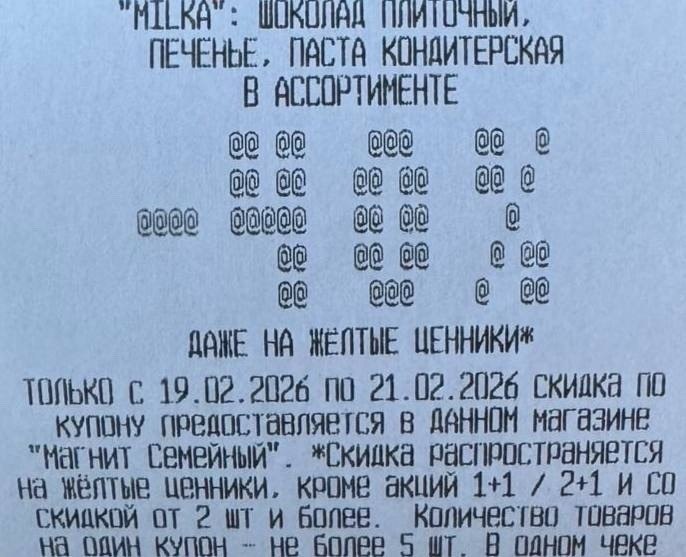 "MILKA": ШОКОЛАД ПЛИТОЧНЫЙ,
ПЕЧЕНЬЕ, ПАСТА КОНДИТЕРСКАЯ
В АССОРТИМЕНТЕ
@@ @@ @@@ @@ @
@@ @@ @@ @@ @@ @
@@@@ @@@@@ @@ @@ @
@@ @@ @@ @ @@
@@ @@@ @ @@
ДАЖЕ НА ЖЁЛТЫЕ ЦЕННИКИ*
ТОЛЬКО С 19.02.2026 ПО 21.02.2026 СКИДКА ПО
КУПОНУ ПРЕДОСТАВЛЯЕТСЯ В ДАННОМ МАГАЗИНЕ
"МАГНИТ СЕМЕЙНЫЙ". *СКИДКА РАСПРОСТРАНЯЕТСЯ
НА ЖЁЛТЫЕ ЦЕННИКИ, КРОМЕ АКЦИЙ 1+1 / 2+1 И СО
СКИДКОЙ ОТ 2 ШТ И БОЛЕЕ. КОЛИЧЕСТВО ТОВАРОВ
НА ОДИН КУПОН - НЕ БОЛЕЕ 5 ШТ. В ОДНОМ ЧЕКЕ